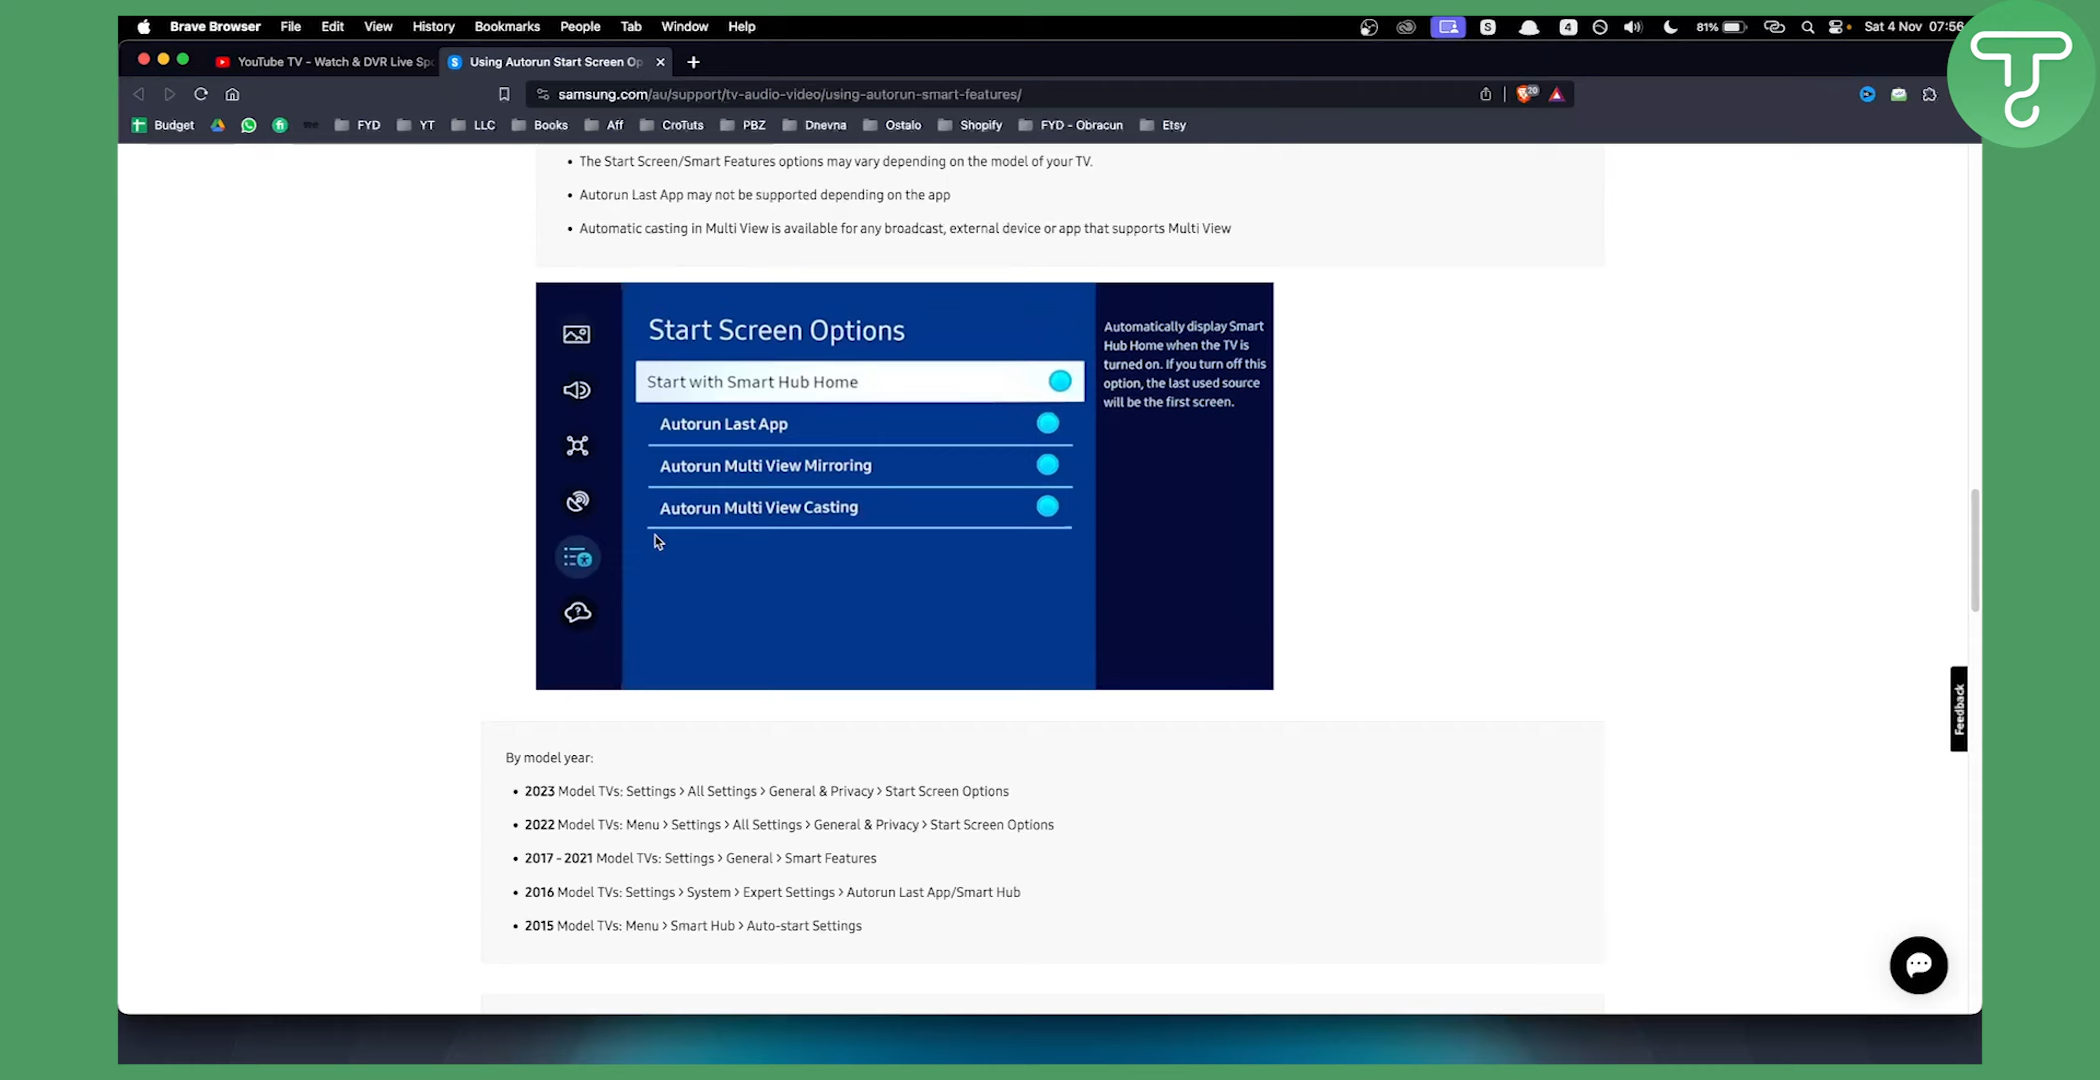 Brave Browser File Edit View History Bookmarks People Tab Window Help S 4 81% Sat 4 Nov 07:56
YouTube TV - Watch & DVR Live Spo Using Autorun Start Screen Op
samsung.com/au/support/tv-audio-video/using-autorun-smart-features/ 20
Budget FYD YT LLC Books Aff CroTuts PBZ Dnevna Ostalo Shopify FYD - Obracun Etsy
• The Start Screen/Smart Features options may vary depending on the model of your TV.
• Autorun Last App may not be supported depending on the app
• Automatic casting in Multi View is available for any broadcast, external device or app that supports Multi View
Start Screen Options
Start with Smart Hub Home
Autorun Last App
Autorun Multi View Mirroring
Autorun Multi View Casting
Automatically display Smart
Hub Home when the TV is
turned on. If you turn off this
option, the last used source
will be the first screen.
Feedback
By model year:
• 2023 Model TVs: Settings > All Settings > General & Privacy > Start Screen Options
• 2022 Model TVs: Menu > Settings > All Settings > General & Privacy > Start Screen Options
• 2017 - 2021 Model TVs: Settings > General > Smart Features
• 2016 Model TVs: Settings > System > Expert Settings > Autorun Last App/Smart Hub
• 2015 Model TVs: Menu > Smart Hub > Auto-start Settings